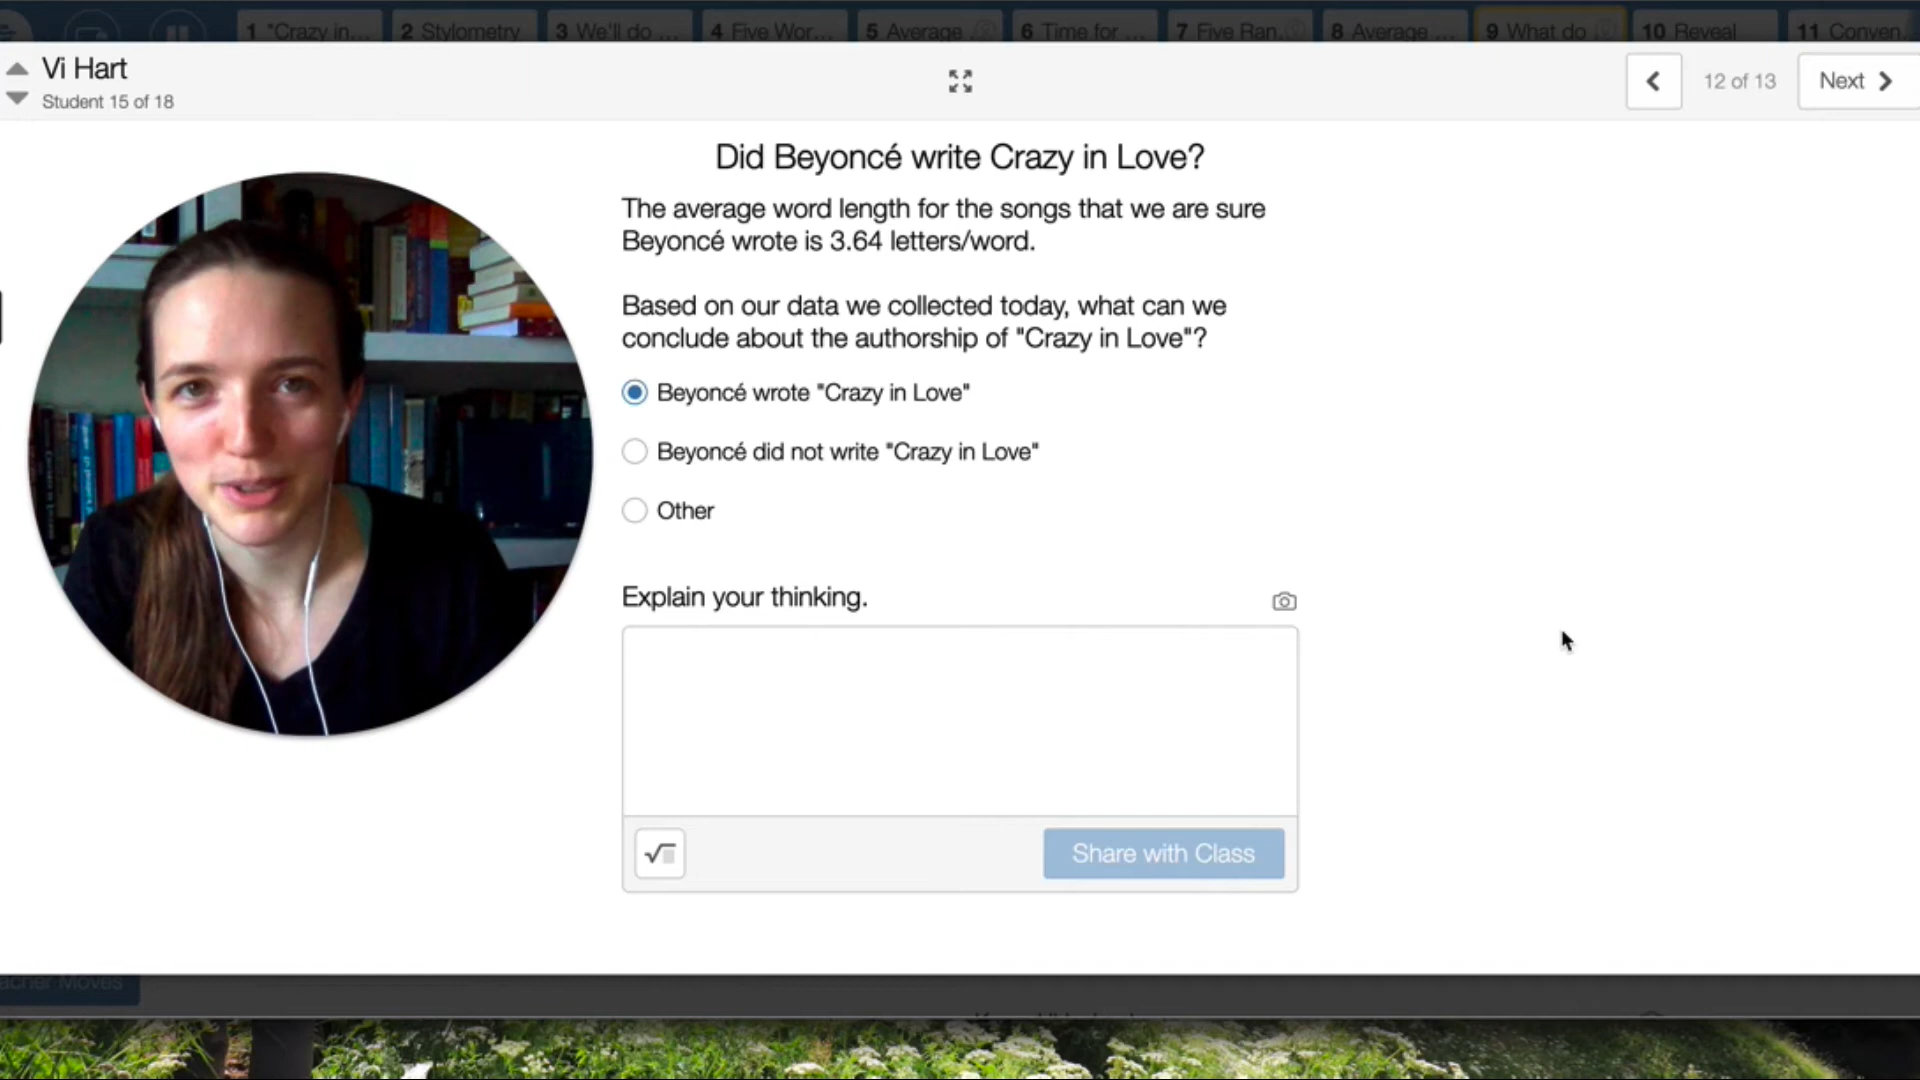 1 "Crazy in...
2 Stylometry
3 We'll do ...
4 Five Wor...
5 Average
6 Time for ...
7 Five Ran.
8 Average ...
9 What do
10 Reveal
11 Conven.
Vi Hart
Student 15 of 18
12 of 13
Next
Did Beyoncé write Crazy in Love?
The average word length for the songs that we are sure
Beyoncé wrote is 3.64 letters/word.
Based on our data we collected today, what can we
conclude about the authorship of "Crazy in Love"?
Beyoncé wrote "Crazy in Love"
Beyoncé did not write "Crazy in Love"
Other
Explain your thinking.
Share with Class
acher Moves